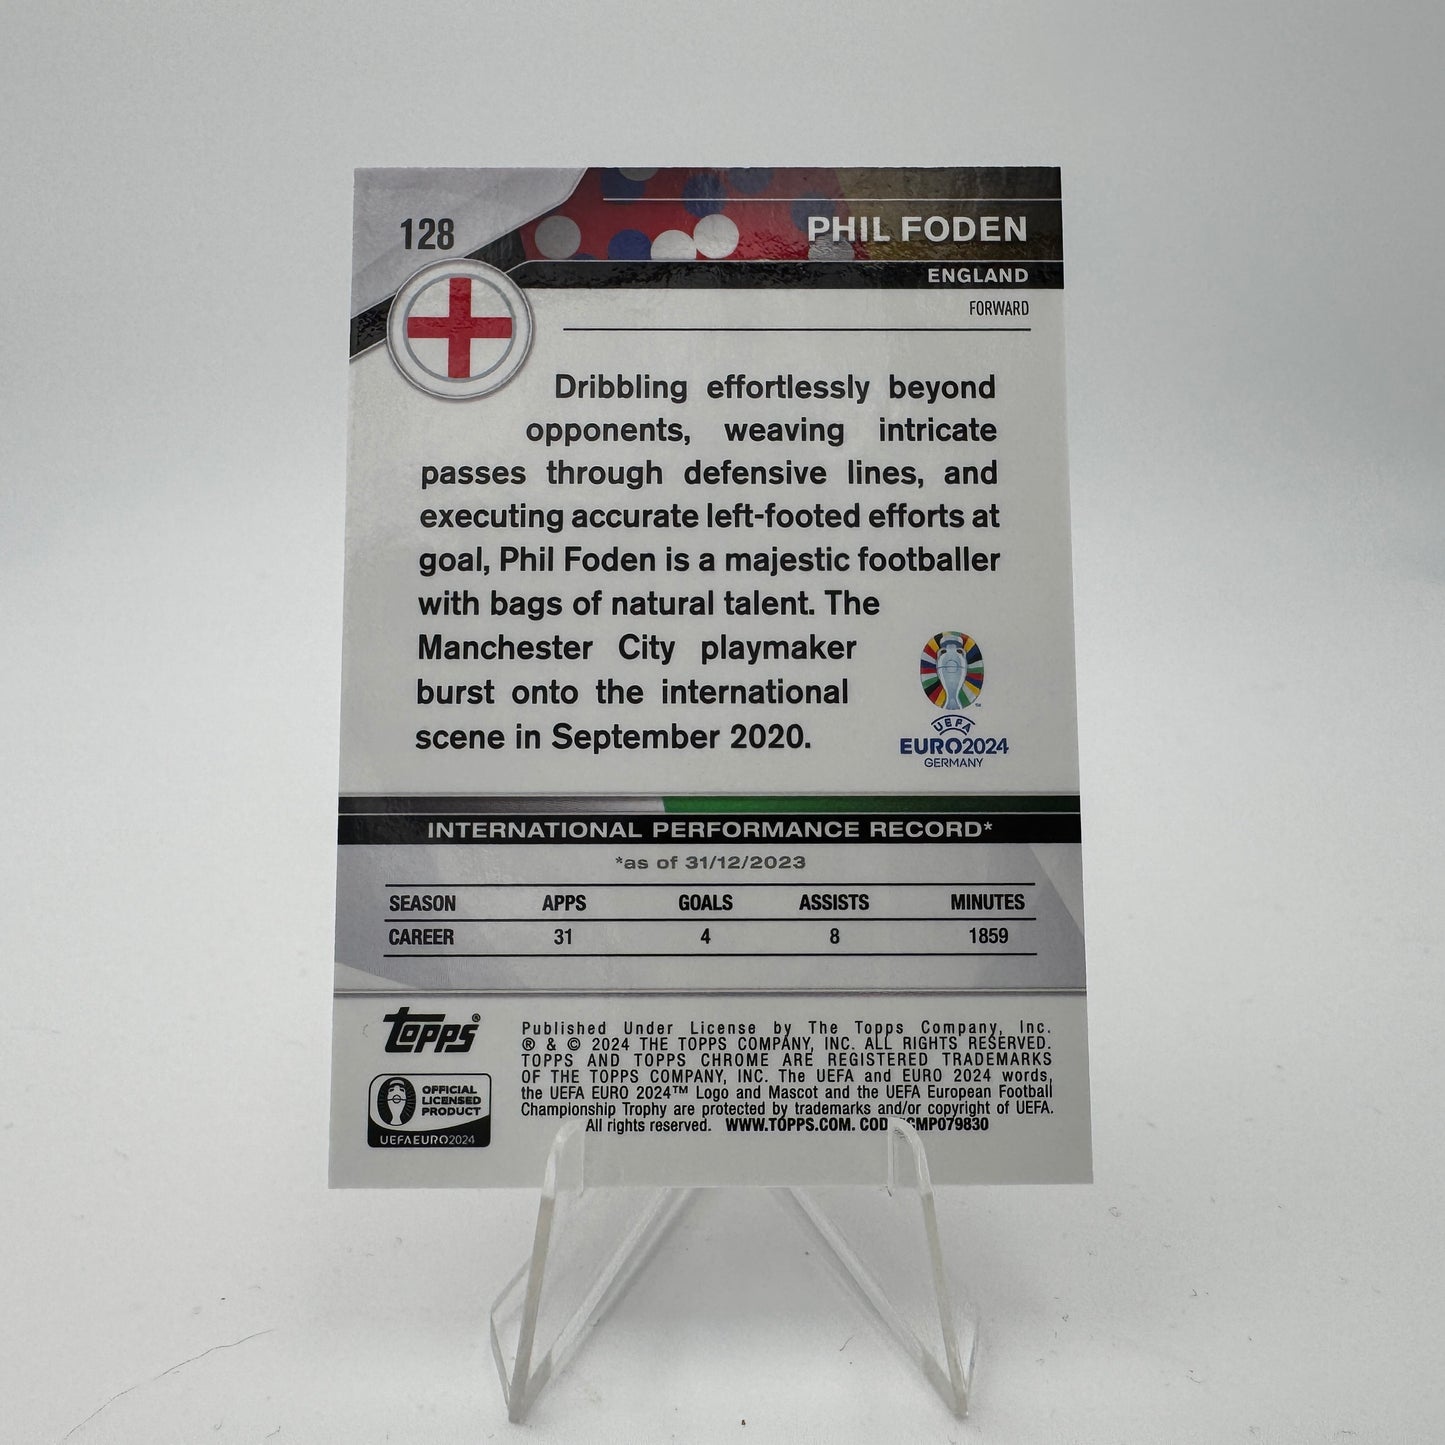 128
PHIL FODEN
ENGLAND
FORWARD
Dribbling effortlessly beyond
opponents, weaving intricate
passes through defensive lines, and
executing accurate left-footed efforts at
goal, Phil Foden is a majestic footballer
with bags of natural talent. The
Manchester City playmaker
burst onto the international
scene in September 2020.
UEFA
EURO2024
GERMANY
INTERNATIONAL PERFORMANCE RECORD*
*as of 31/12/2023
SEASON APPS GOALS ASSISTS MINUTES
CAREER 31 4 8 1859
topps®
OFFICIAL
LICENSED
PRODUCT
UEFA EURO2024
Published Under License by The Topps Company, Inc.
® & © 2024 THE TOPPS COMPANY, INC. ALL RIGHTS RESERVED.
TOPPS AND TOPPS CHROME ARE REGISTERED TRADEMARKS
OF THE TOPPS COMPANY, INC. The UEFA and EURO 2024 words,
the UEFA EURO 2024™ Logo and Mascot and the UEFA European Football
Championship Trophy are protected by trademarks and/or copyright of UEFA.
All rights reserved. WWW.TOPPS.COM.